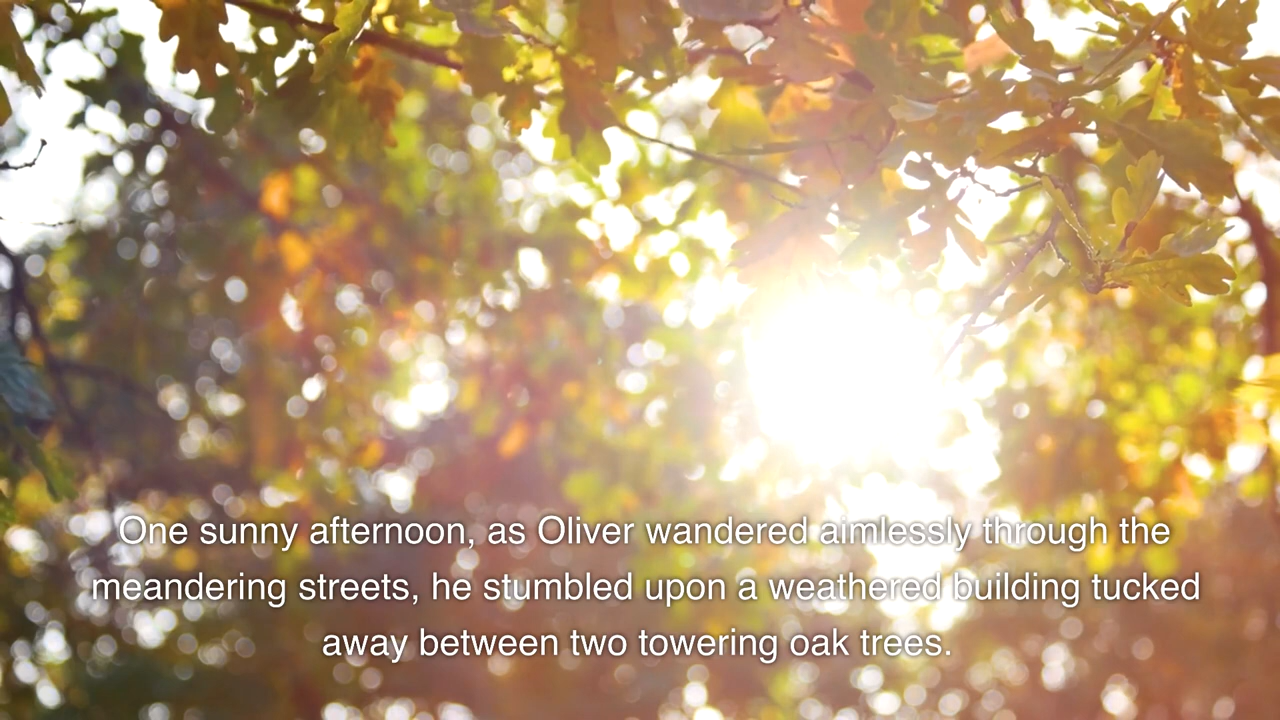 One sunny afternoon, as Oliver wandered aimlessly through the
meandering streets, he stumbled upon a weathered building tucked
away between two towering oak trees.